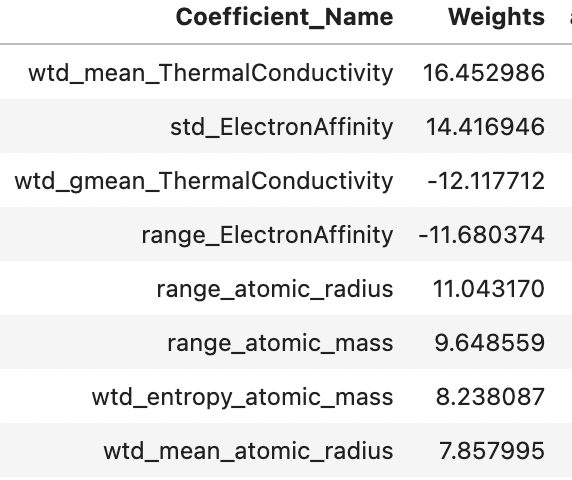 Coefficient_Name Weights
wtd_mean_ThermalConductivity 16.452986
std_ElectronAffinity 14.416946
wtd_gmean_ThermalConductivity -12.117712
range_ElectronAffinity -11.680374
range_atomic_radius 11.043170
range_atomic_mass 9.648559
wtd_entropy_atomic_mass 8.238087
wtd_mean_atomic_radius 7.857995